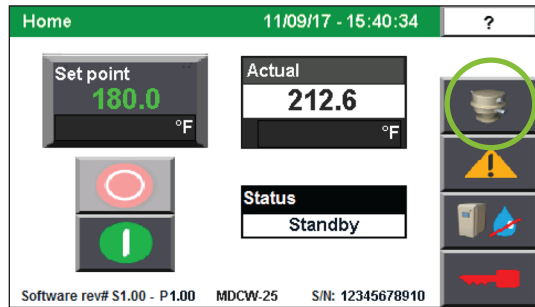 Home 11/09/17 - 15:40:34 ?
Set point
180.0
°F
Actual
212.6
°F
Status
Standby
Software rev# S1.00 - P1.00 MDCW-25 S/N: 12345678910